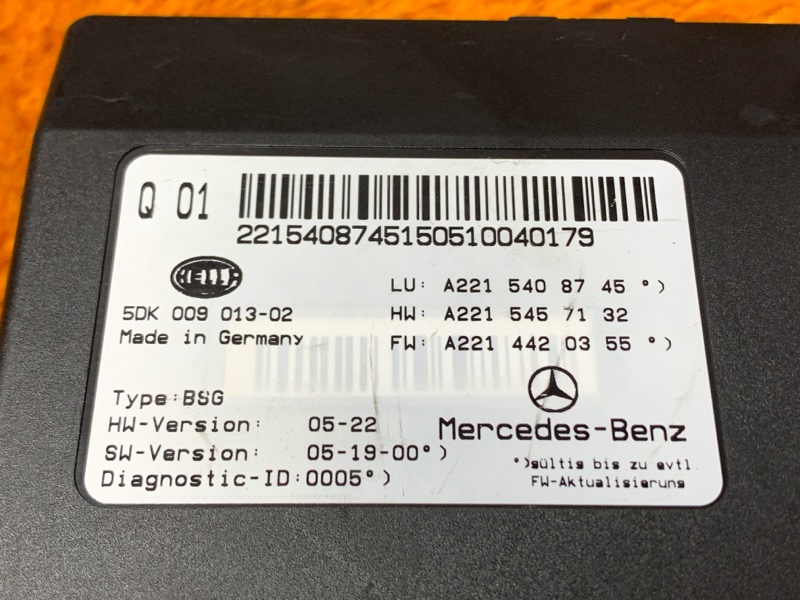 Q 01
2215408745150510040179
HELLA
LU: A221 540 87 45 °)
5DK 009 013-02
HW: A221 545 71 32
Made in Germany
FW: A221 442 03 55 °)
Type:BSG
HW-Version: 05-22
Mercedes-Benz
SW-Version: 05-19-00°)
°)gültig bis zu evtl.
Diagnostic-ID:0005°)
FW-Aktualisierung